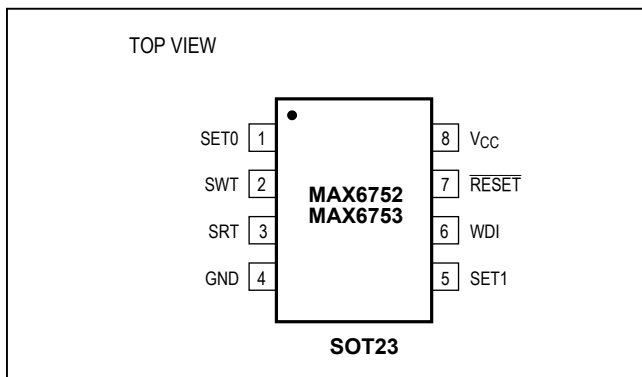 TOP VIEW
SET0 1 8 VCC
SWT 2 MAX6752 7 R̅E̅S̅E̅T̅
MAX6753
SRT 3 6 WDI
GND 4 5 SET1
SOT23